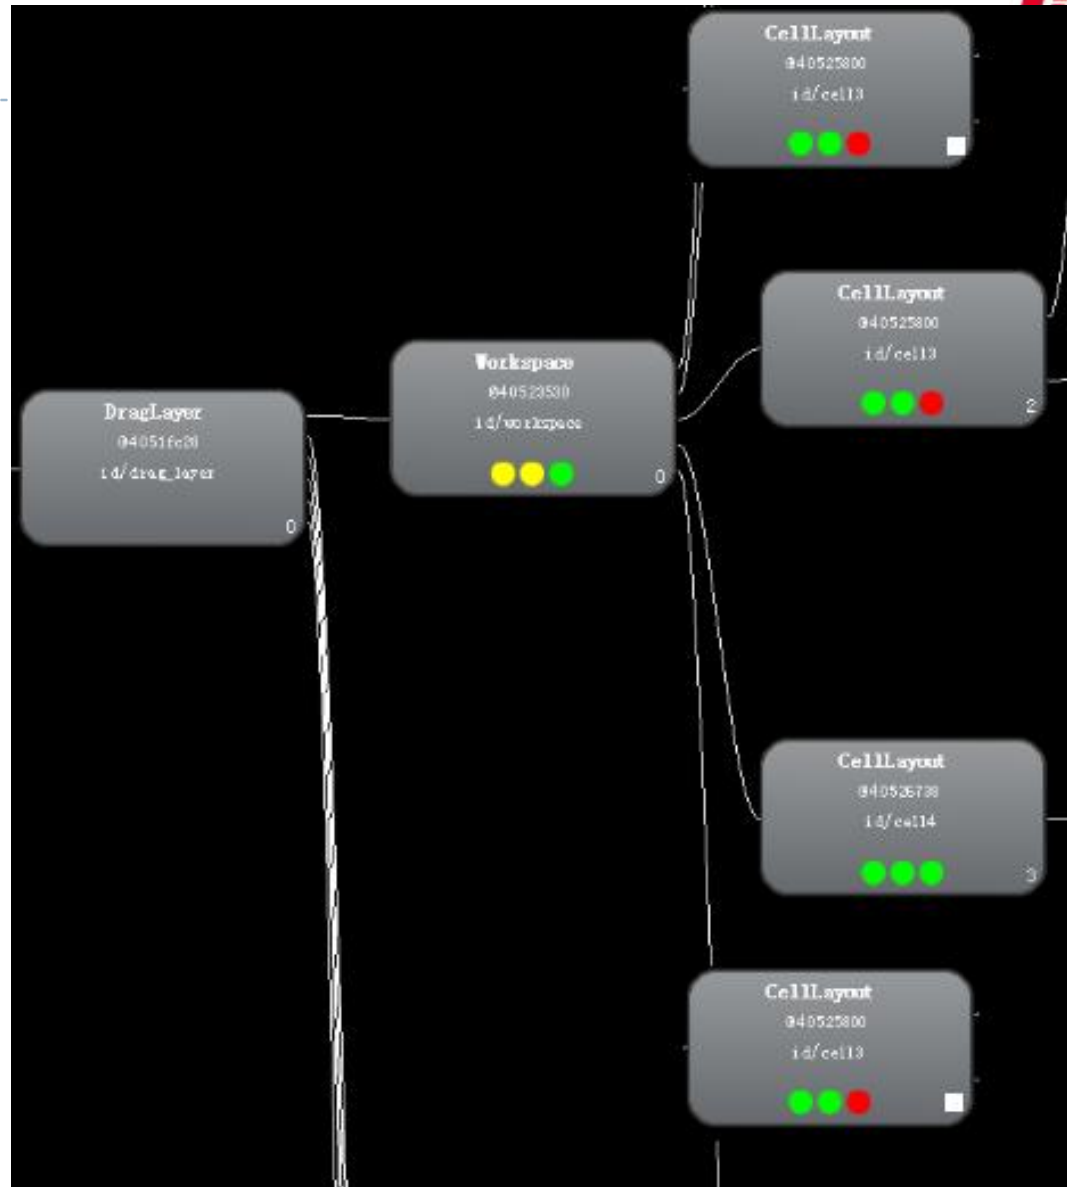 CellLayout
@40525800
id/cell3
CellLayout
@40525800
id/cell3
2
Workspace
@40523530
id/workspace
0
DragLayer
@4051fc28
id/drag_layer
0
CellLayout
@40526738
id/cell4
3
CellLayout
@40525800
id/cell3